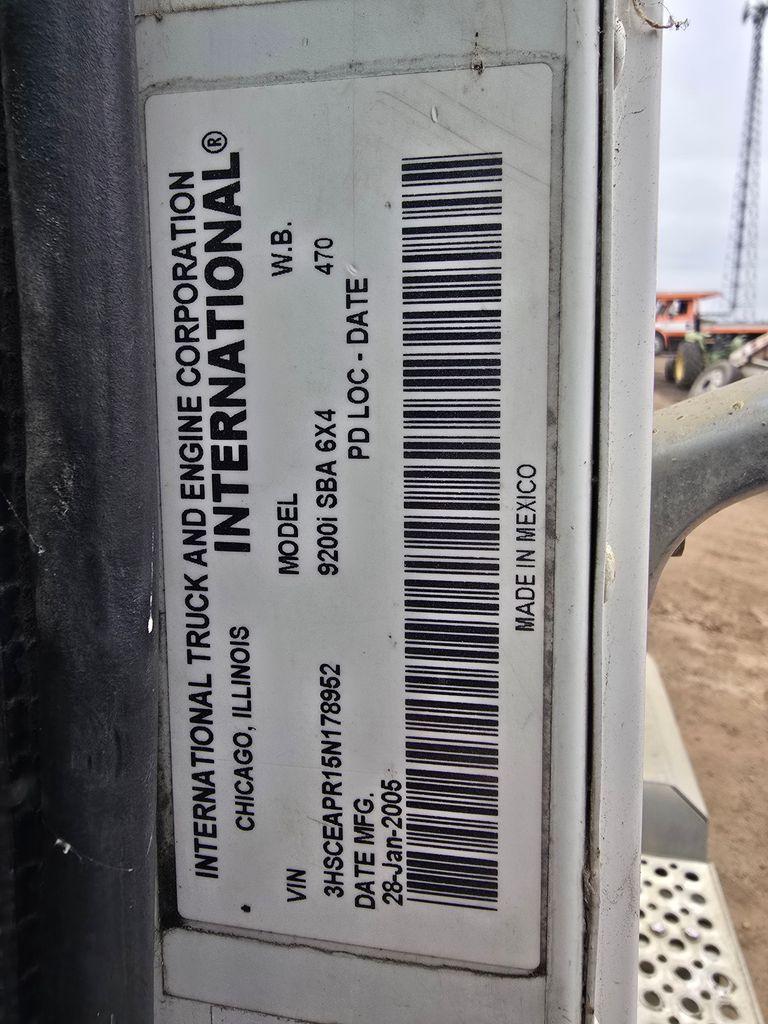 INTERNATIONAL TRUCK AND ENGINE CORPORATION
CHICAGO, ILLINOIS INTERNATIONAL®
VIN MODEL W.B.
3HSCEAPR15N178952 9200i SBA 6X4 470
DATE MFG. PD LOC - DATE
28-Jan-2005
MADE IN MEXICO